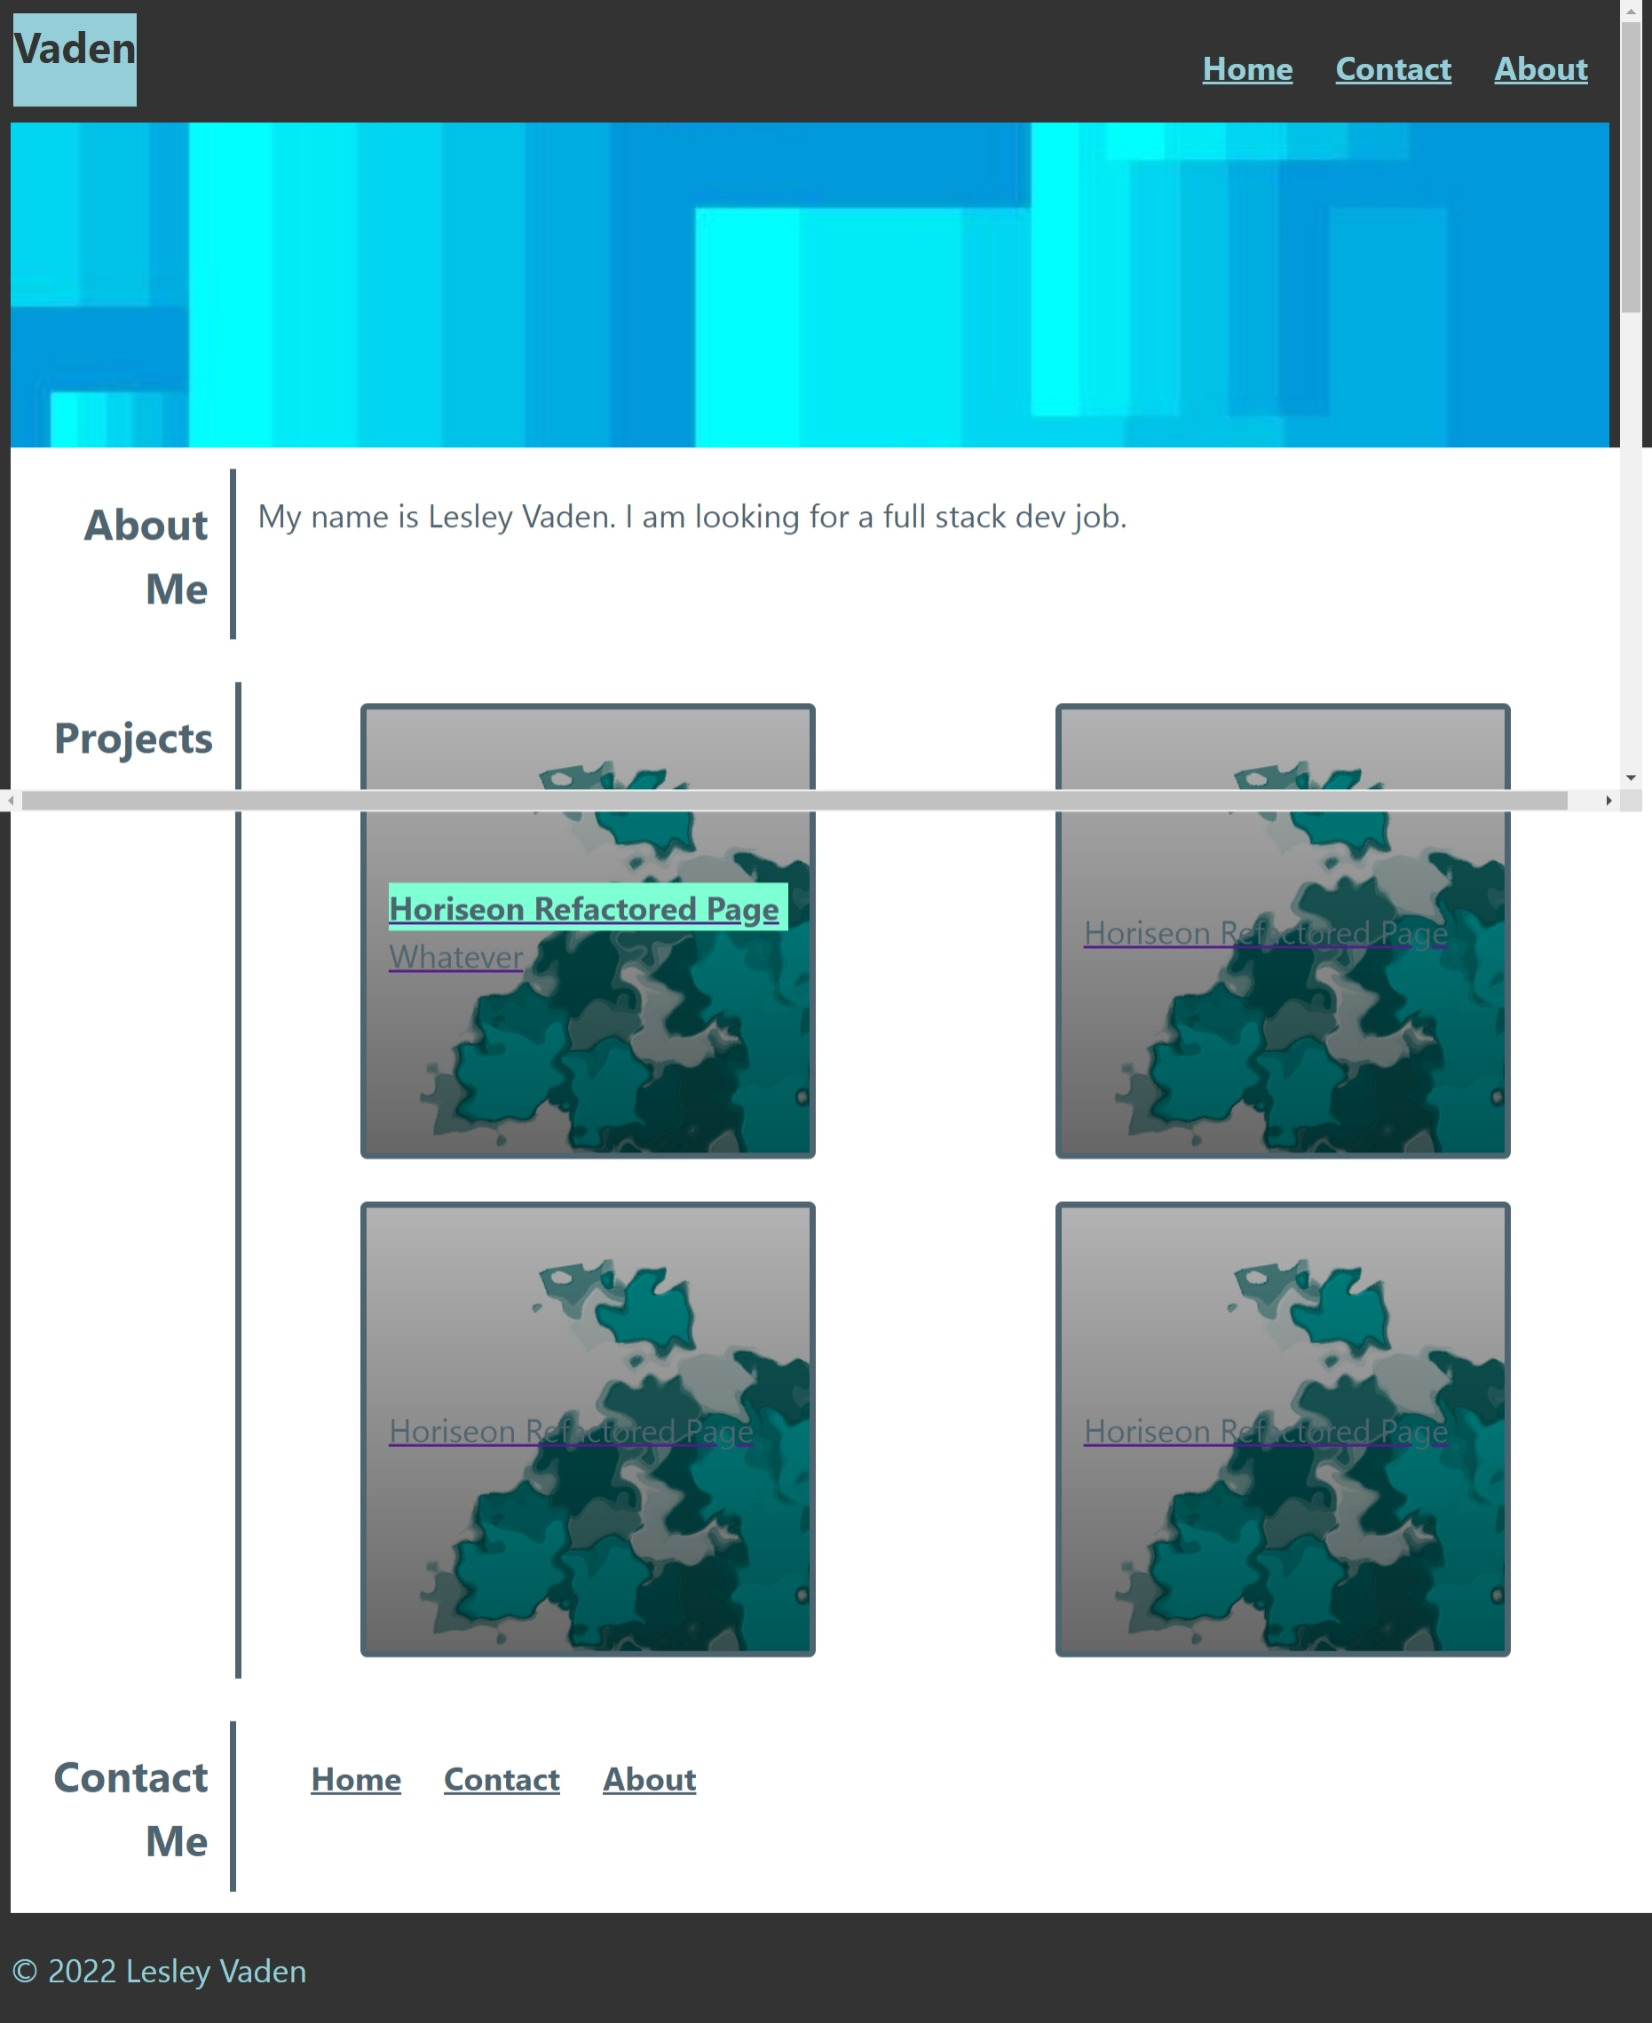 Vaden
Home Contact About
About
Me
My name is Lesley Vaden. I am looking for a full stack dev job.
Projects
Horiseon Refactored Page
Whatever
Horiseon Refactored Page
Horiseon Refactored Page
Horiseon Refactored Page
Contact
Me
Home Contact About
© 2022 Lesley Vaden